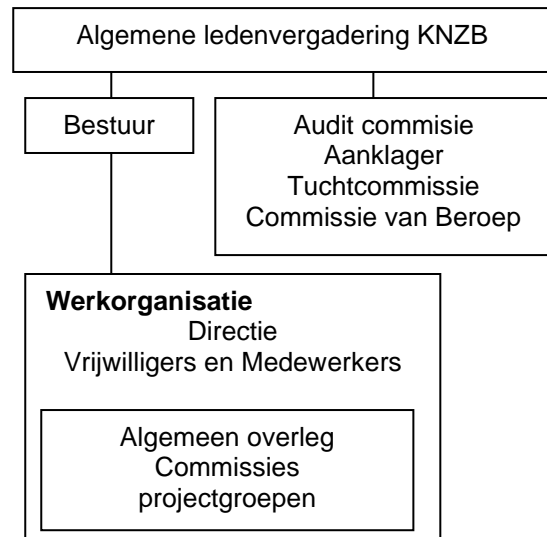 Algemene ledenvergadering KNZB
Bestuur
Audit commisie
Aanklager
Tuchtcommissie
Commissie van Beroep
Werkorganisatie
Directie
Vrijwilligers en Medewerkers
Algemeen overleg
Commissies
projectgroepen